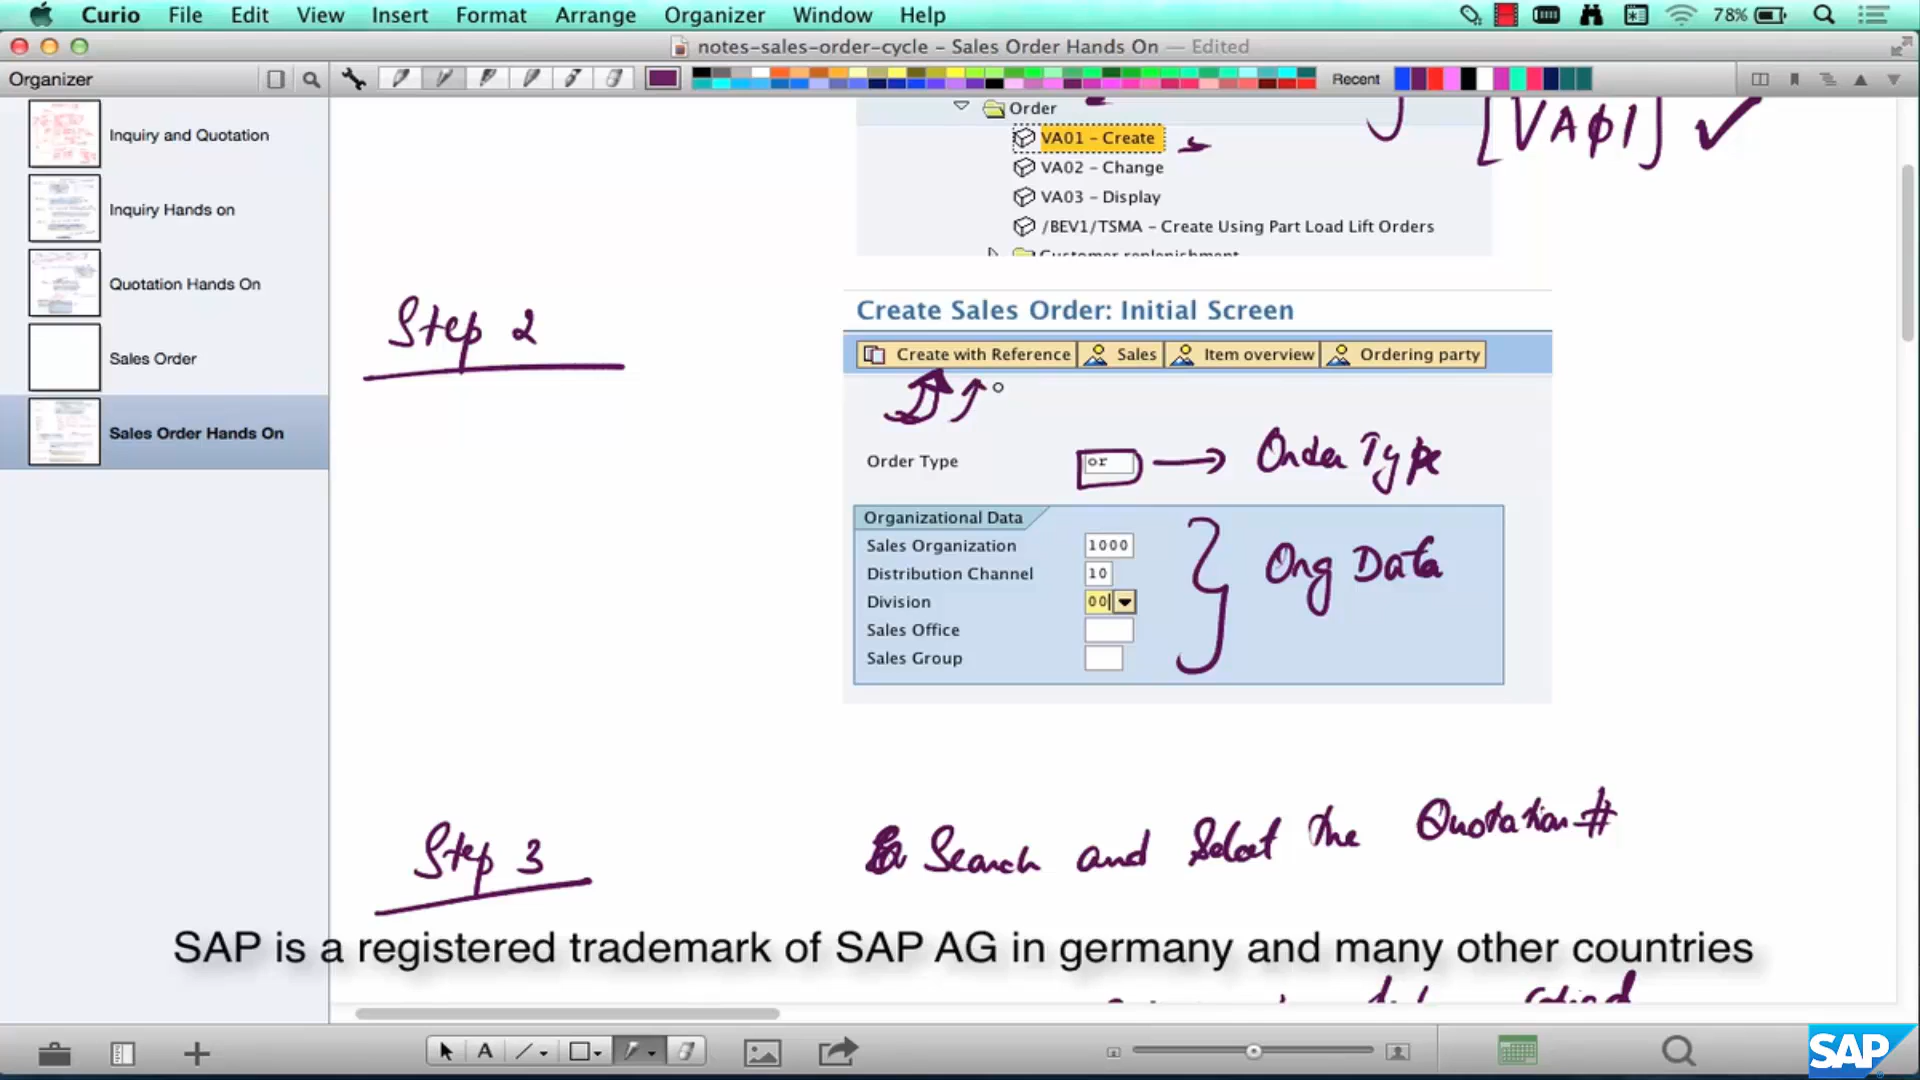 Curio File Edit View Insert Format Arrange Organizer Window Help 78%
notes-sales-order-cycle – Sales Order Hands On — Edited
Organizer
Recent
Inquiry and Quotation
Inquiry Hands on
Quotation Hands On
Sales Order
Sales Order Hands On
Order
VA01 – Create
[VA01]
VA02 – Change
VA03 – Display
/BEV1/TSMA – Create Using Part Load Lift Orders
Customer replenishment
Step 2
Create Sales Order: Initial Screen
Create with Reference Sales Item overview Ordering party
Order Type or Order Type
Organizational Data
Sales Organization 1000
Distribution Channel 10
Org Data
Division 00
Sales Office
Sales Group
Step 3
Search and Select the Quotation #
SAP is a registered trademark of SAP AG in germany and many other countries
A
SAP